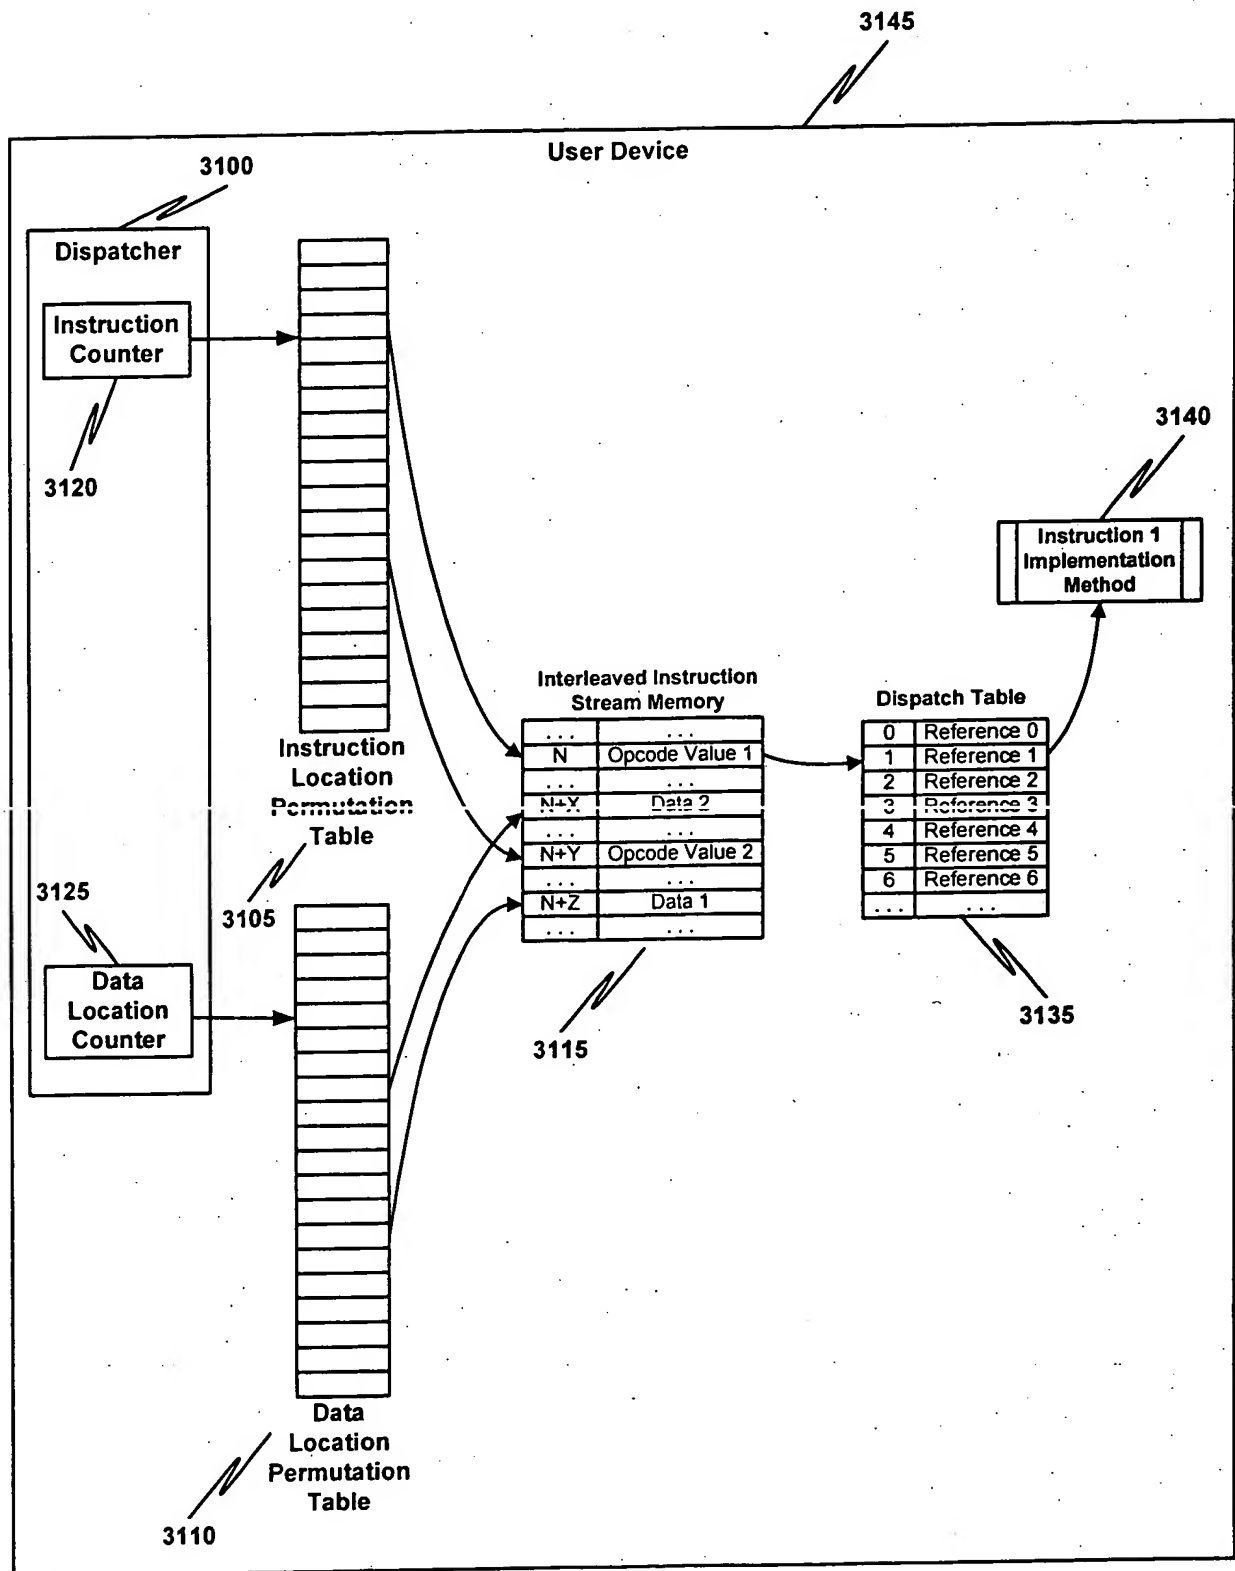 3145
User Device
3100
Dispatcher
Instruction
Counter
3120
3140
Instruction 1
Implementation
Method
Instruction
Location
Permutation
Table
3105
Interleaved Instruction
Stream Memory
. . . . . .
N Opcode Value 1
. . . . . .
N+X Data 2
. . . . . .
N+Y Opcode Value 2
. . . . . .
N+Z Data 1
. . . . . .
3115
Dispatch Table
0 Reference 0
1 Reference 1
2 Reference 2
3 Reference 3
4 Reference 4
5 Reference 5
6 Reference 6
. . . . . .
3135
3125
Data
Location
Counter
Data
Location
Permutation
Table
3110